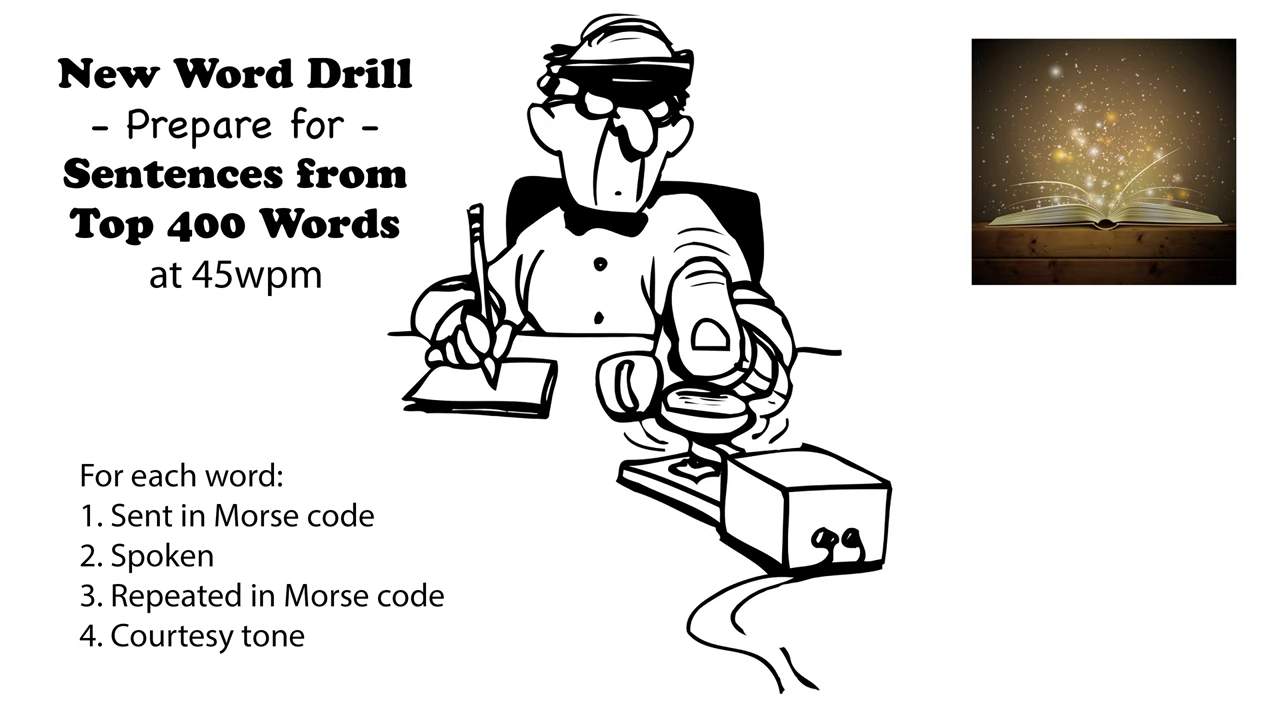 New Word Drill
- Prepare for -
Sentences from
Top 400 Words
at 45wpm
For each word:
1. Sent in Morse code
2. Spoken
3. Repeated in Morse code
4. Courtesy tone